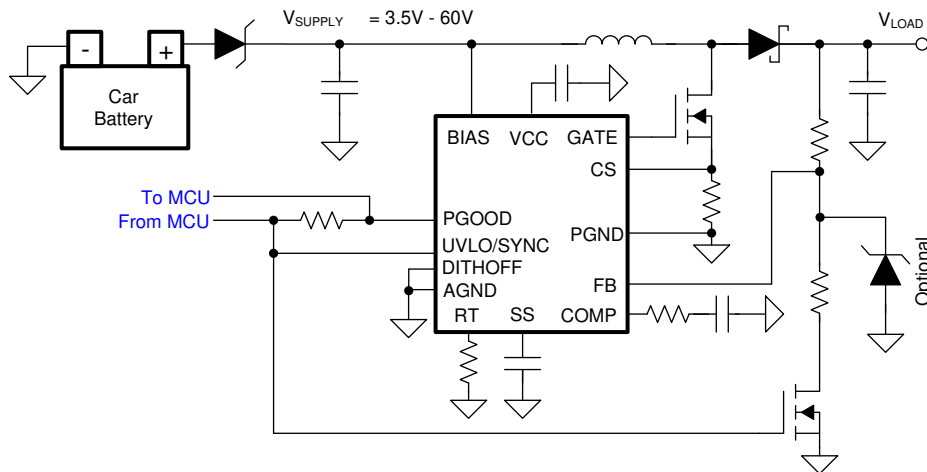 VSUPPLY = 3.5V - 60V
VLOAD
-
+
Car
Battery
BIAS
VCC
GATE
CS
To MCU
From MCU
PGOOD
UVLO/SYNC
PGND
DITHOFF
AGND
FB
RT
SS
COMP
Optional